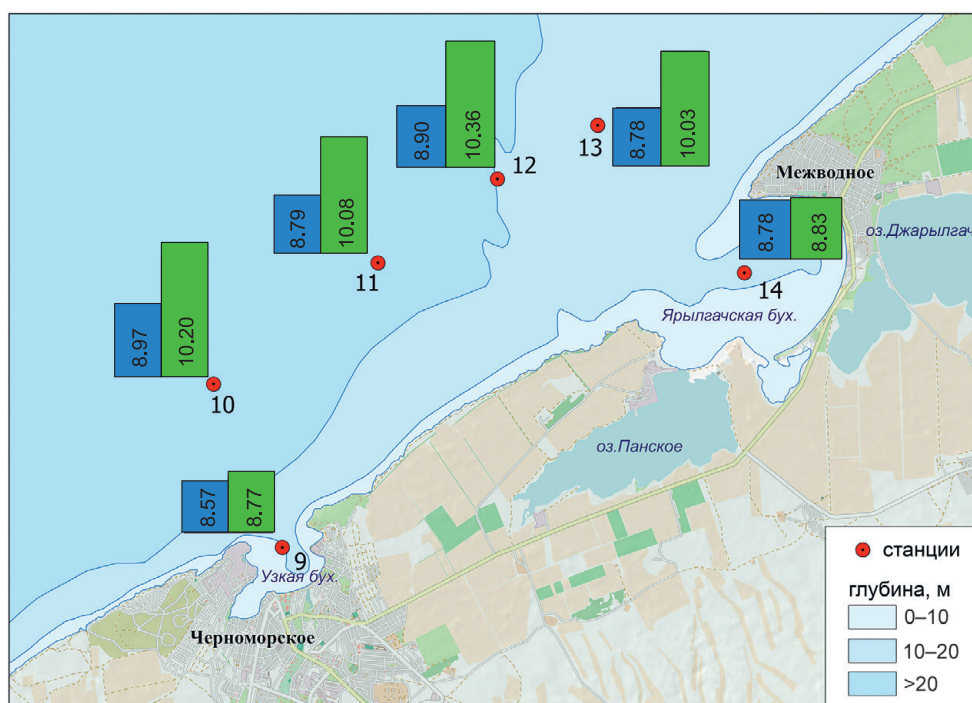 8.90
10.36
12
13
8.78
10.03
Межводное
8.79
10.08
11
8.78
8.83
14
оз.Джарылгач
Ярылгачская бух.
8.97
10.20
10
оз.Панское
8.57
8.77
9
Узкая бух.
Черноморское
станции
глубина, м
0–10
10–20
>20